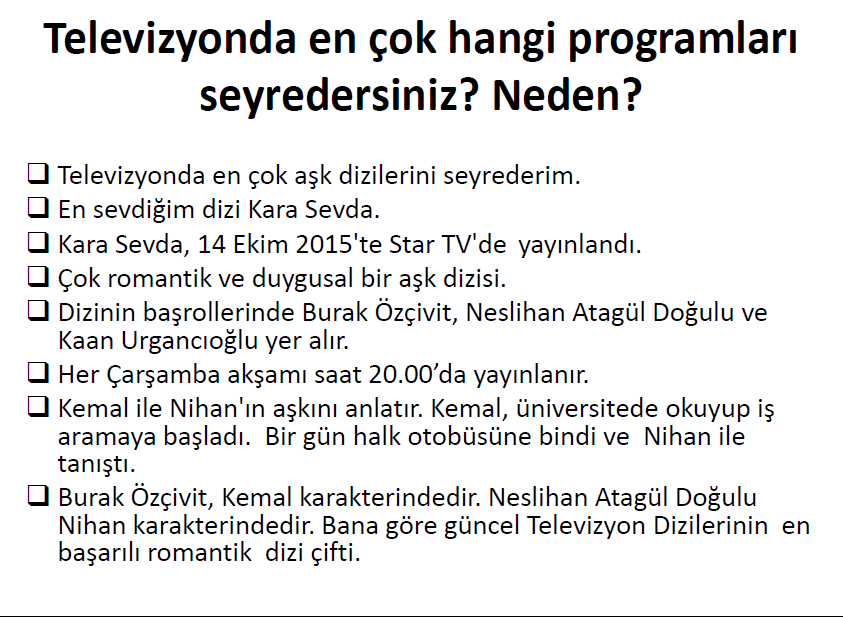 Televizyonda en çok hangi programları
seyredersiniz? Neden?
❑ Televizyonda en çok aşk dizilerini seyrederim.
❑ En sevdiğim dizi Kara Sevda.
❑ Kara Sevda, 14 Ekim 2015'te Star TV'de  yayınlandı.
❑ Çok romantik ve duygusal bir aşk dizisi.
❑ Dizinin başrollerinde Burak Özçivit, Neslihan Atagül Doğulu ve
Kaan Urgancıoğlu yer alır.
❑ Her Çarşamba akşamı saat 20.00’da yayınlanır.
❑ Kemal ile Nihan'ın aşkını anlatır. Kemal, üniversitede okuyup iş
aramaya başladı.  Bir gün halk otobüsüne bindi ve  Nihan ile
tanıştı.
❑ Burak Özçivit, Kemal karakterindedir. Neslihan Atagül Doğulu
Nihan karakterindedir. Bana göre güncel Televizyon Dizilerinin  en
başarılı romantik  dizi çifti.